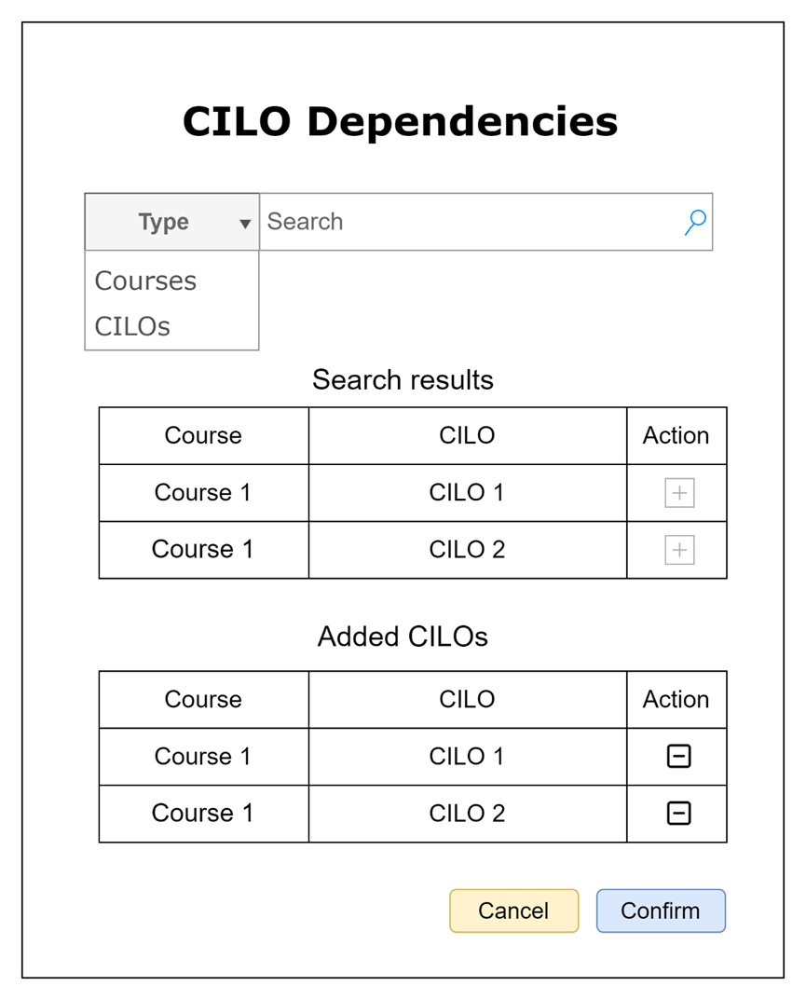 CILO Dependencies
Type Search
Courses
CILOs
Search results
Course CILO Action
Course 1 CILO 1
Course 1 CILO 2
Added CILOs
Course CILO Action
Course 1 CILO 1
Course 1 CILO 2
Cancel Confirm